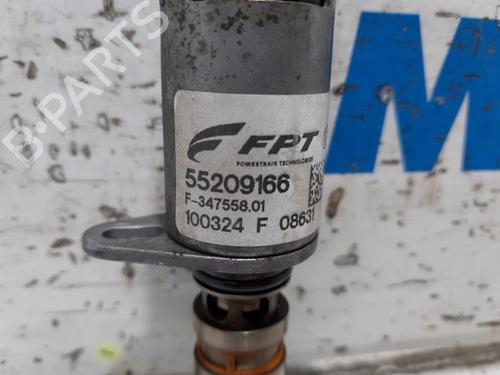 B-PARTS
M
FPT
POWERTRAIN TECHNOLOGIES
55209166
F-347558.01
100324 F 08631